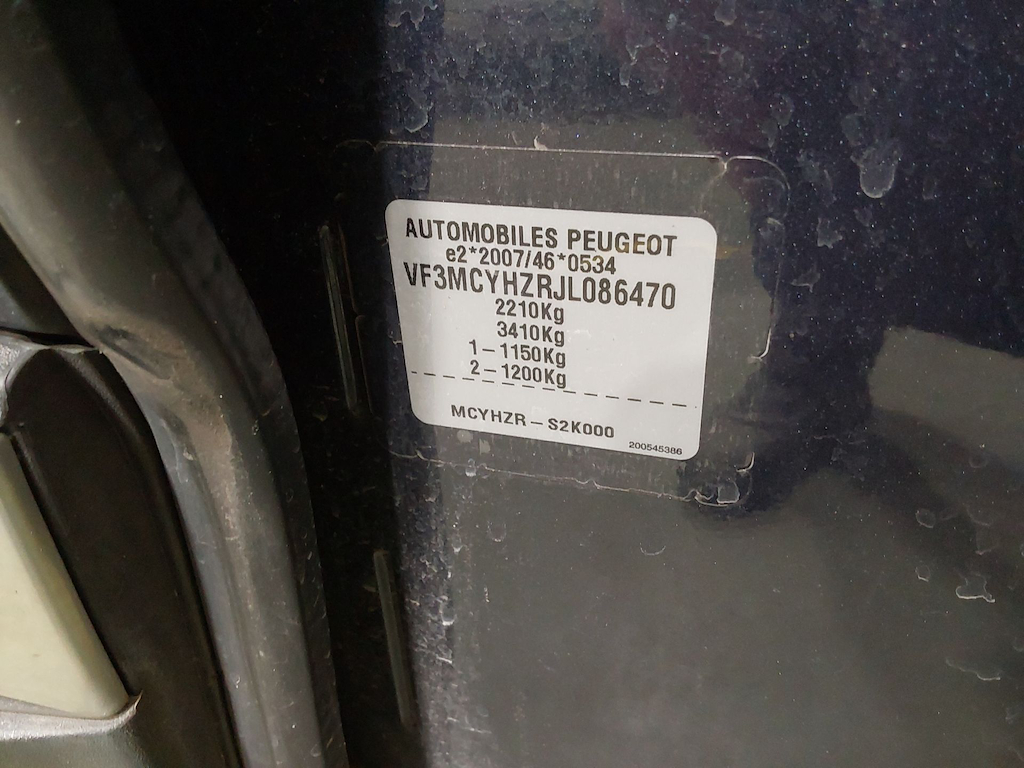 AUTOMOBILES PEUGEOT
e2*2007/46*0534
VF3MCYHZRJL086470
2210Kg
3410Kg
1-1150Kg
2-1200Kg
MCYHZR-S2K000
200545386